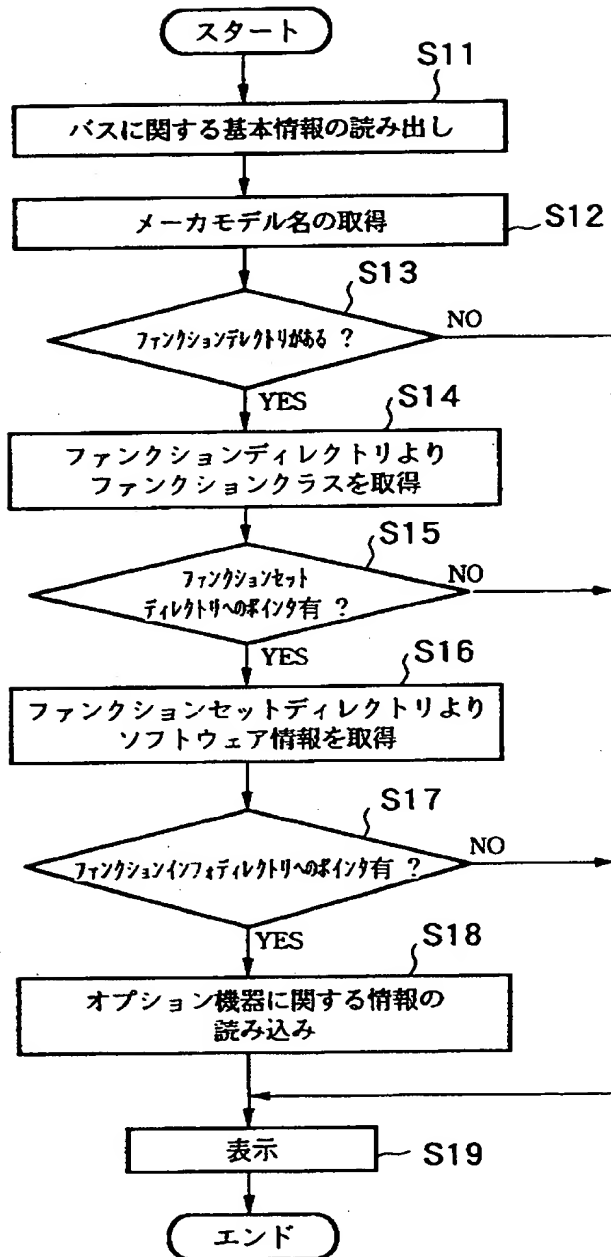 スタート
S11
バスに関する基本情報の読み出し
メーカモデル名の取得
S12
S13
ファンクションデレクトリがある ?
NO
YES
S14
ファンクションディレクトリより
ファンクションクラスを取得
S15
ファンクションセット
ディレクトリへのポインタ有 ?
NO
YES
S16
ファンクションセットディレクトリより
ソフトウェア情報を取得
S17
ファンクションインフォディレクトリへのポインタ有 ?
NO
YES
S18
オプション機器に関する情報の
読み込み
表示
S19
エンド